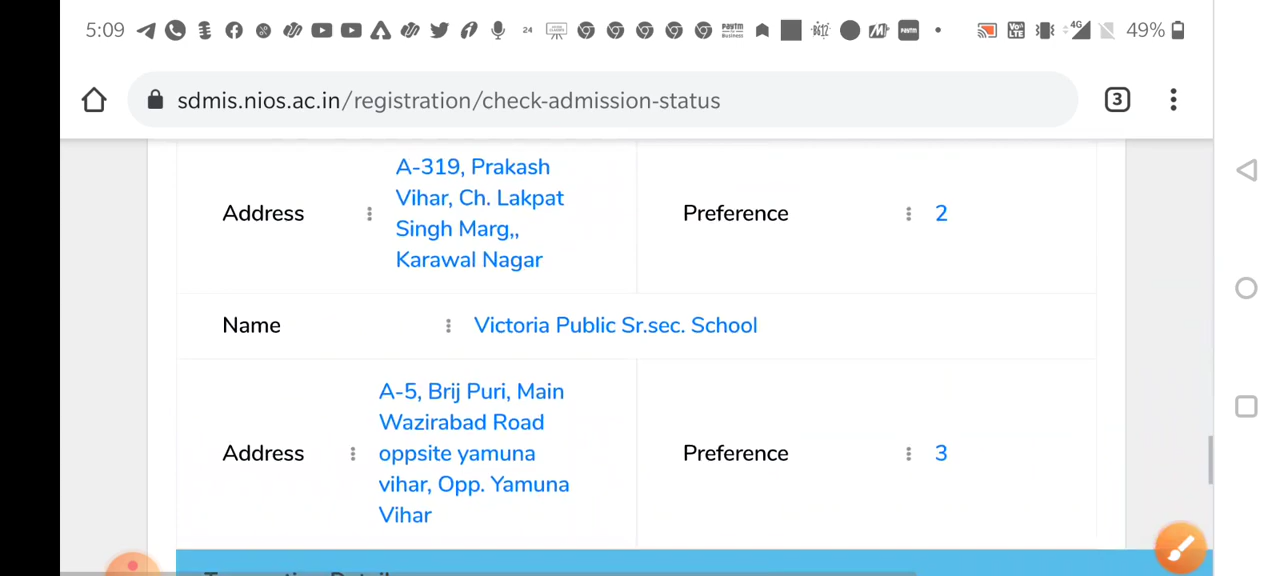 5:09
24
4G
49%
sdmis.nios.ac.in/registration/check-admission-status
3
A-319, Prakash
Vihar, Ch. Lakpat
Address
Singh Marg,,
Karawal Nagar
Preference
2
Name
Victoria Public Sr.sec. School
A-5, Brij Puri, Main
Wazirabad Road
Address
oppsite yamuna
vihar, Opp. Yamuna
Vihar
Preference
3